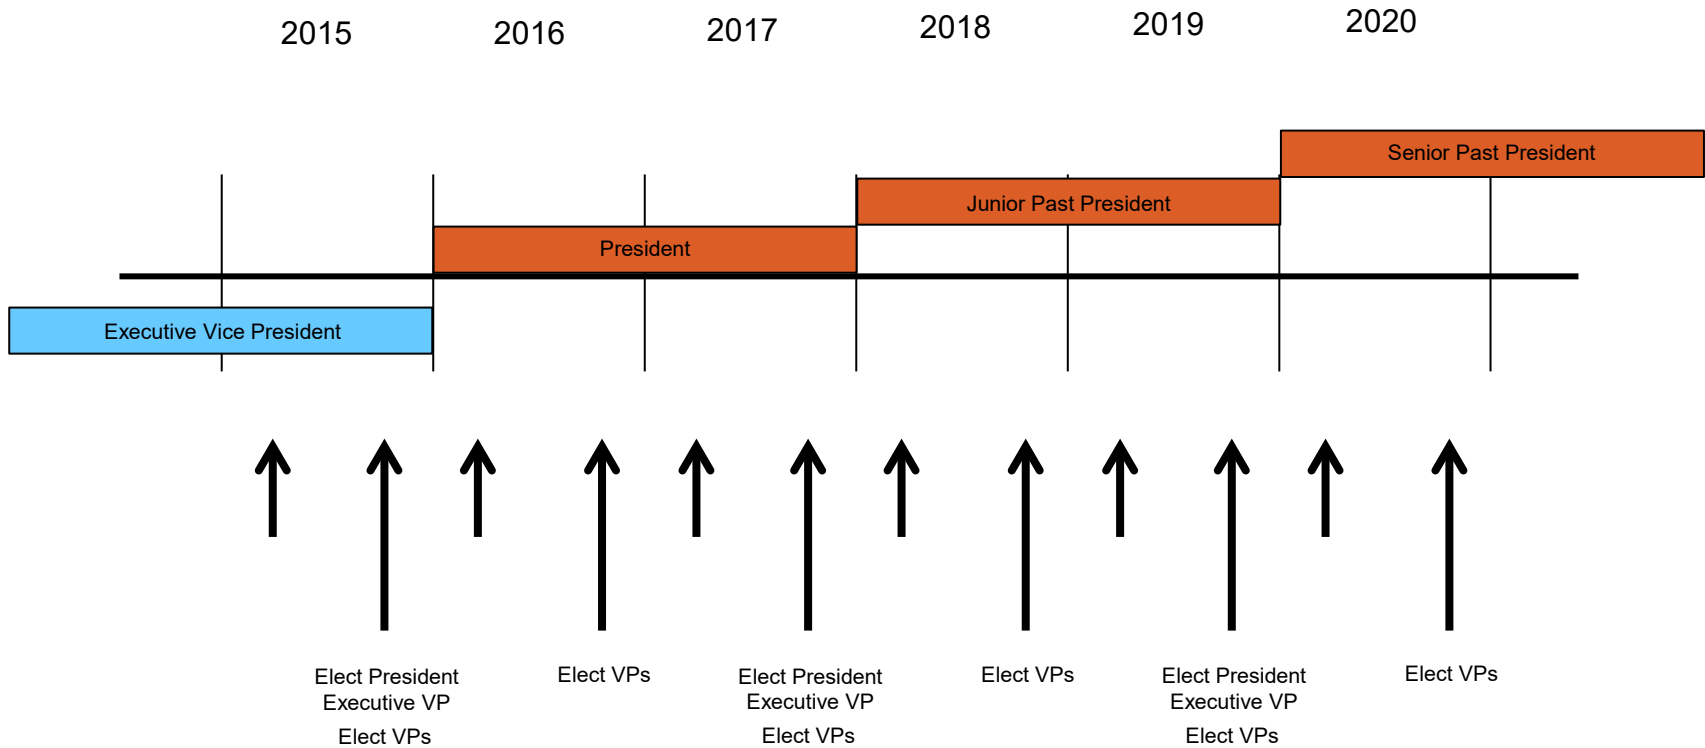 2015 2016 2017 2018 2019 2020
Senior Past President
Junior Past President
President
Executive Vice President
Elect President
Executive VP
Elect VPs
Elect VPs
Elect President
Executive VP
Elect VPs
Elect VPs
Elect President
Executive VP
Elect VPs
Elect VPs